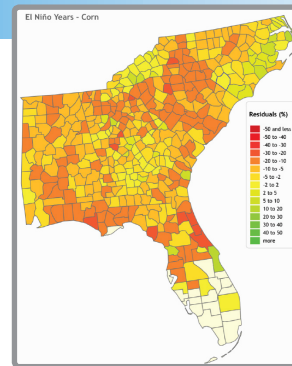 El Niño Years - Corn
Residuals (%)
-50 and less
-50 to -40
-40 to -30
-30 to -20
-20 to -10
-10 to -5
-5 to -2
-2 to 2
2 to 5
5 to 10
10 to 20
20 to 30
30 to 40
40 to 50
more